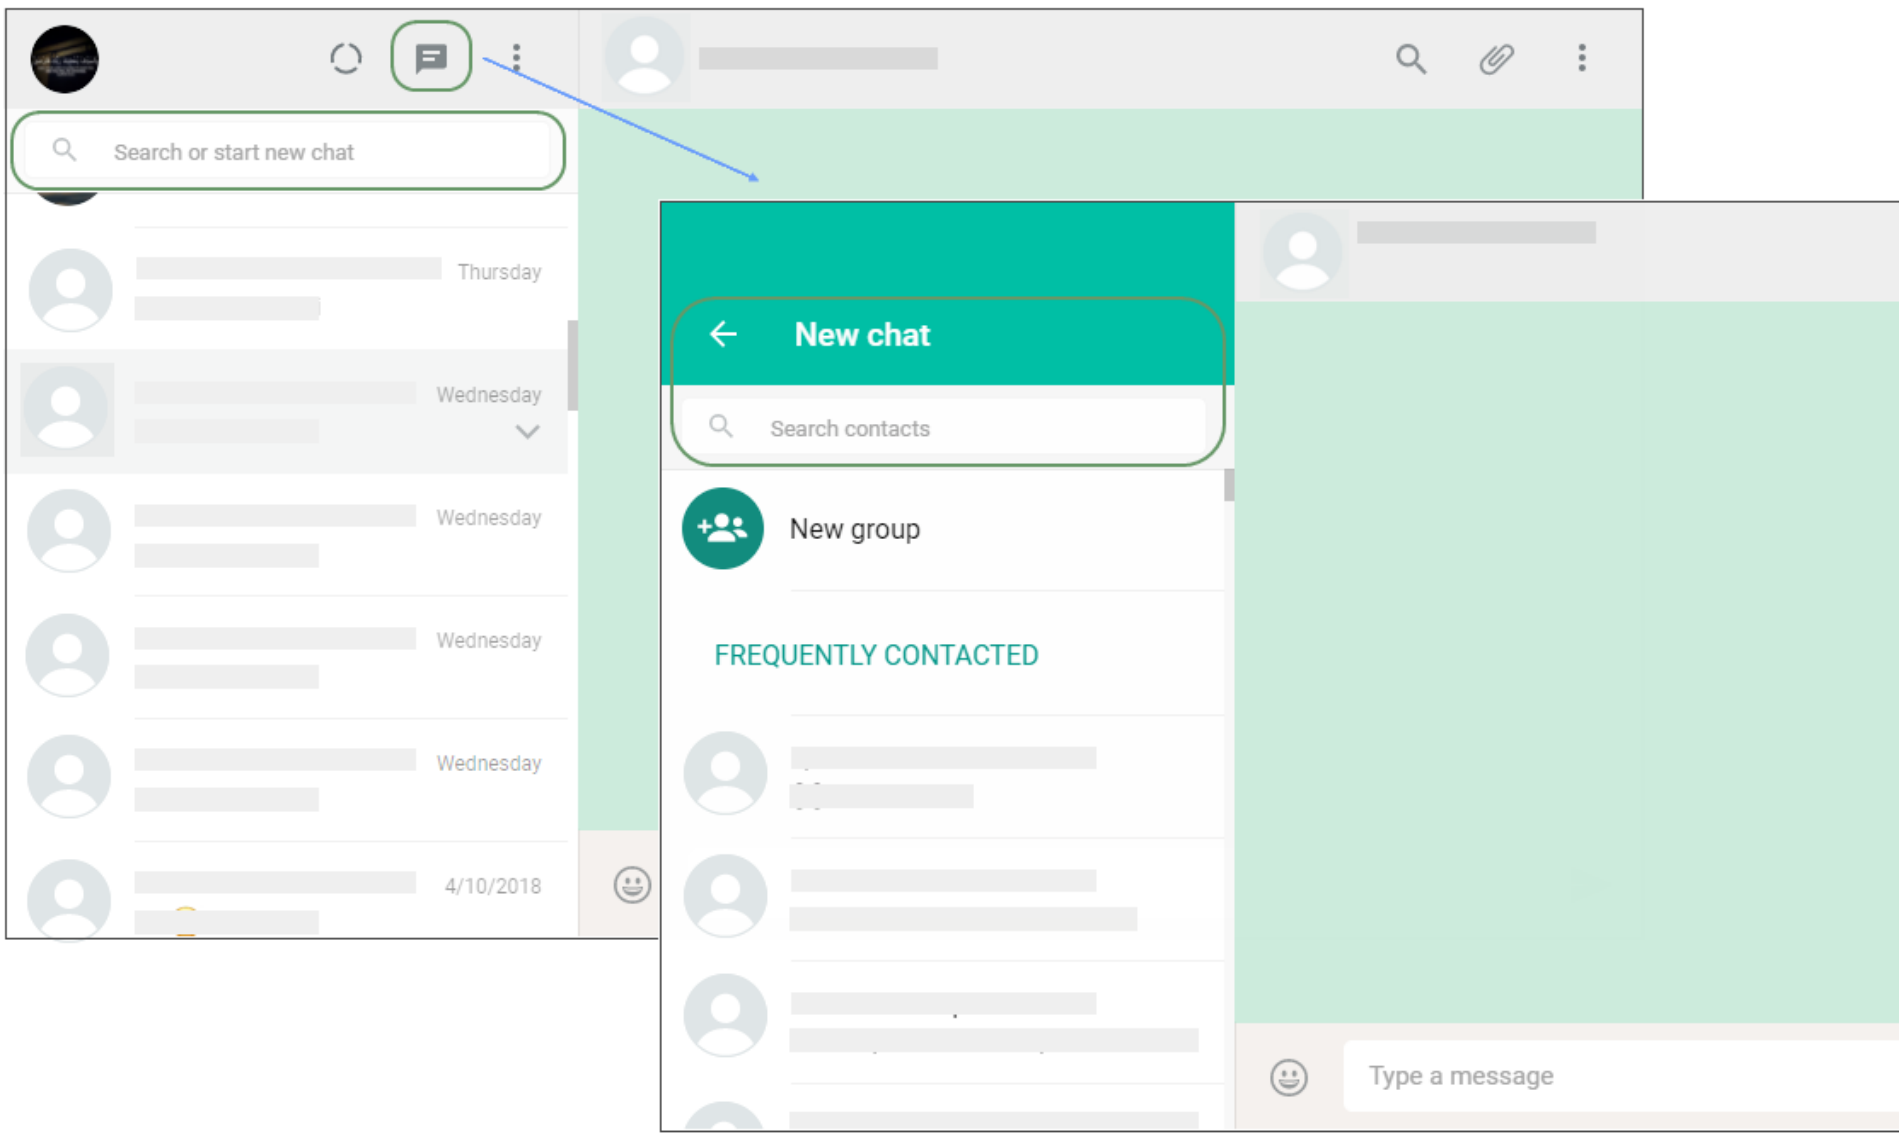 Search or start new chat
Thursday
Wednesday
Wednesday
Wednesday
Wednesday
4/10/2018
New chat
Search contacts
New group
FREQUENTLY CONTACTED
Type a message